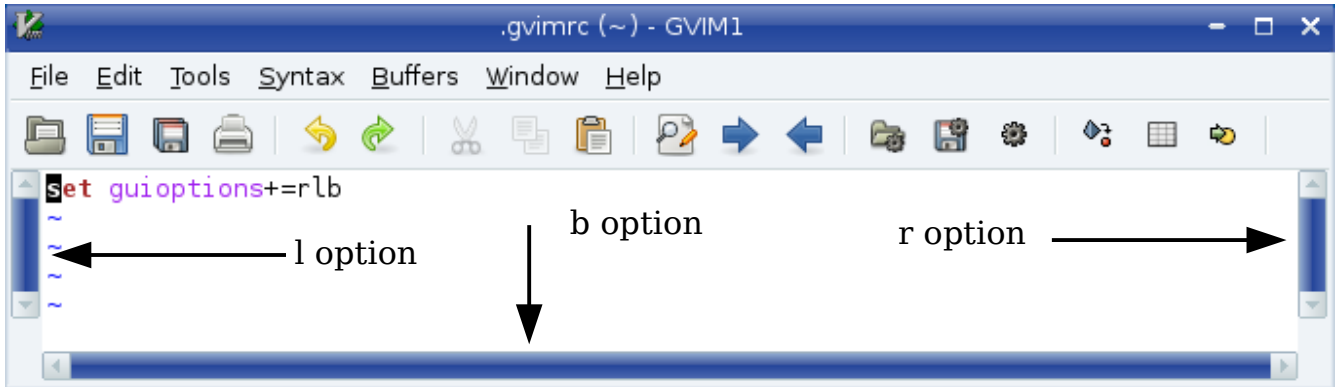 .gvimrc (~) - GVIM1
File Edit Tools Syntax Buffers Window Help
set guioptions+=rlb
~
~
~
~
l option
b option
r option